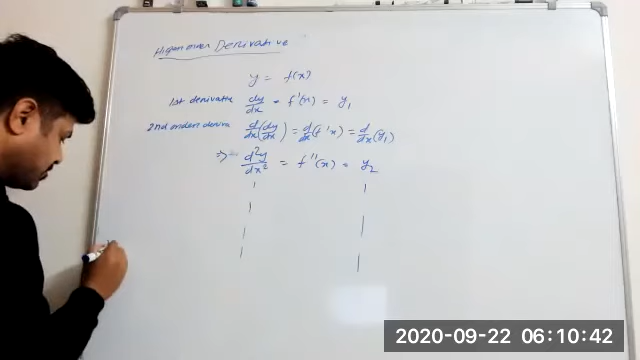 Higher order Derivative
y = f(x)
1st derivative dy/dx = f'(x) = y₁
2nd order deriva d/dx(dy/dx) = d/dx(f'x) = d/dx(y₁)
⇒ d²y/dx² = f''(x) = y₂
2020-09-22 06:10:42